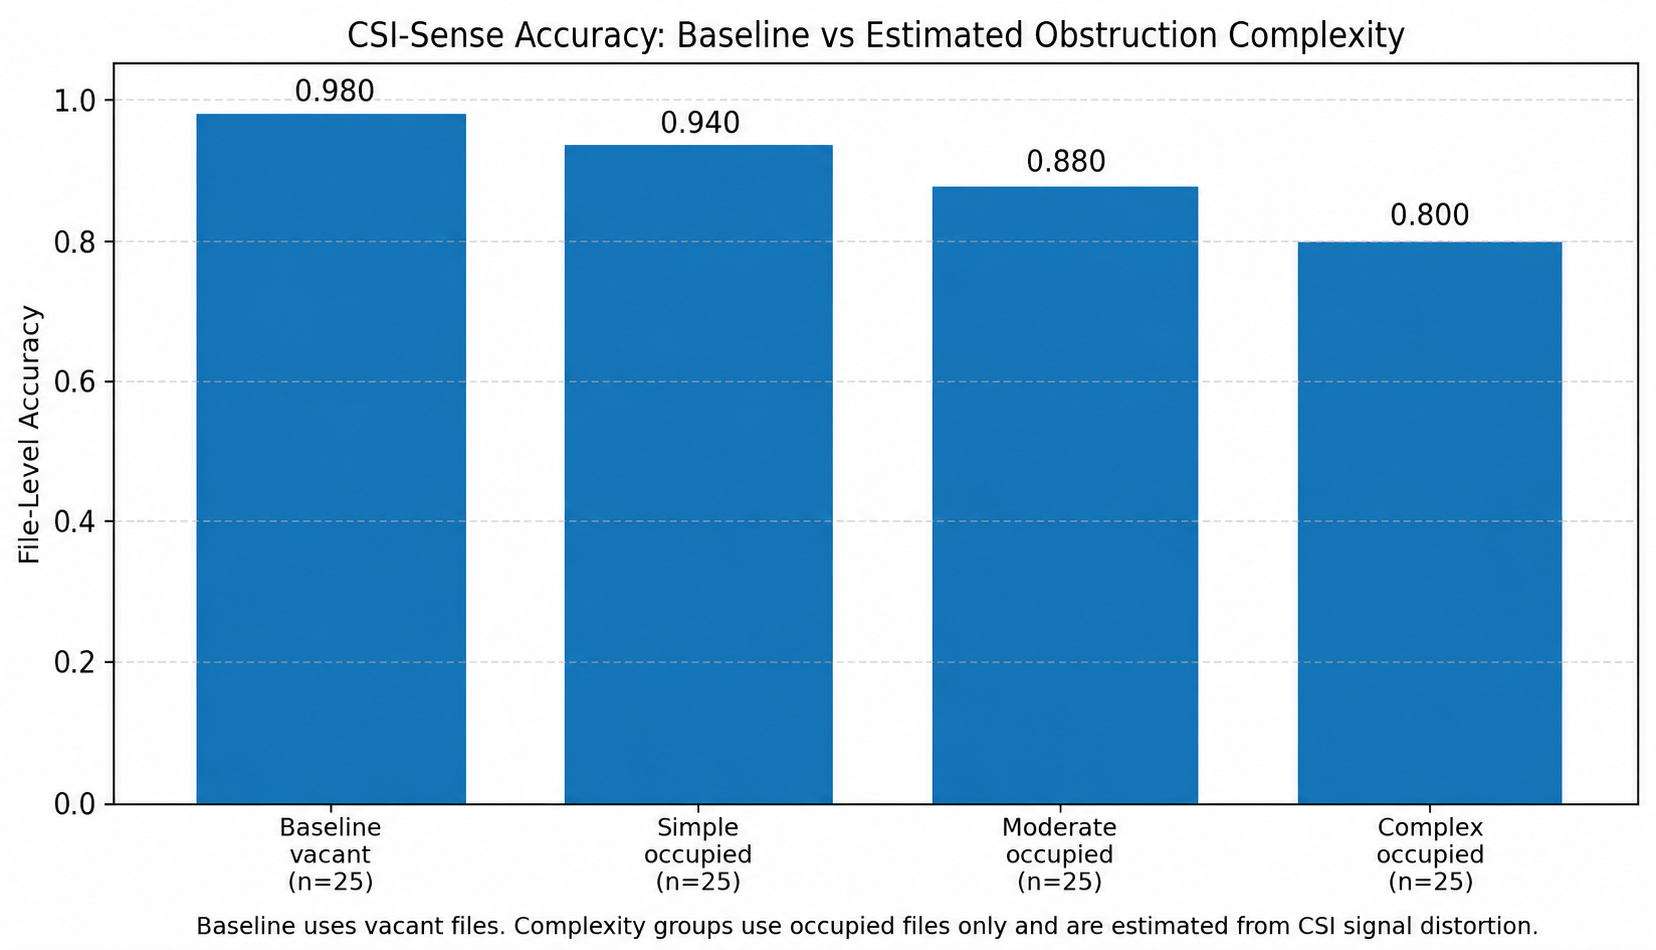 CSI-Sense Accuracy: Baseline vs Estimated Obstruction Complexity
File-Level Accuracy
1.0
0.8
0.6
0.4
0.2
0.0
0.980
0.940
0.880
0.800
Baseline
vacant
(n=25)
Simple
occupied
(n=25)
Moderate
occupied
(n=25)
Complex
occupied
(n=25)
Baseline uses vacant files. Complexity groups use occupied files only and are estimated from CSI signal distortion.